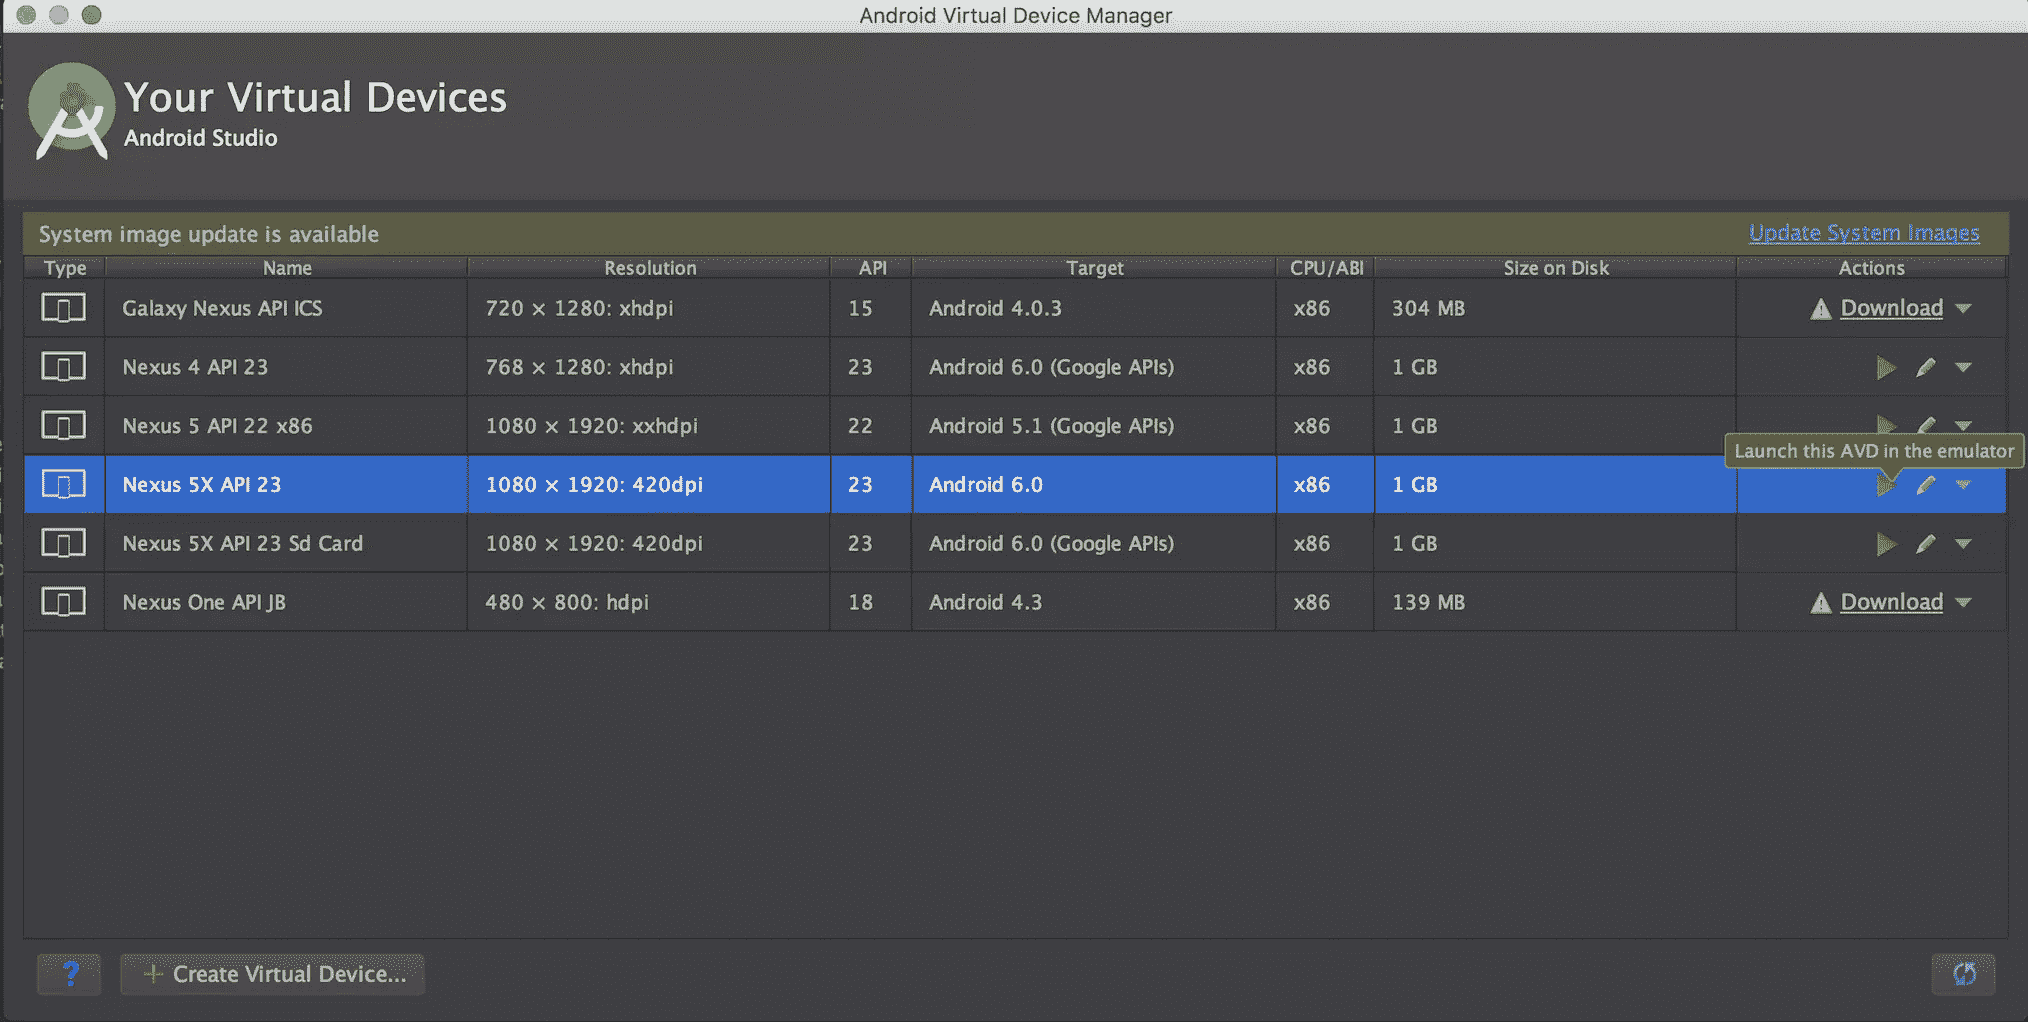 Android Virtual Device Manager
Your Virtual Devices
Android Studio
System image update is available Update System Images
Type Name Resolution API Target CPU/ABI Size on Disk Actions
Galaxy Nexus API ICS 720 × 1280: xhdpi 15 Android 4.0.3 x86 304 MB Download
Nexus 4 API 23 768 × 1280: xhdpi 23 Android 6.0 (Google APIs) x86 1 GB
Nexus 5 API 22 x86 1080 × 1920: xxhdpi 22 Android 5.1 (Google APIs) x86 1 GB
Launch this AVD in the emulator
Nexus 5X API 23 1080 × 1920: 420dpi 23 Android 6.0 x86 1 GB
Nexus 5X API 23 Sd Card 1080 × 1920: 420dpi 23 Android 6.0 (Google APIs) x86 1 GB
Nexus One API JB 480 × 800: hdpi 18 Android 4.3 x86 139 MB Download
? + Create Virtual Device...